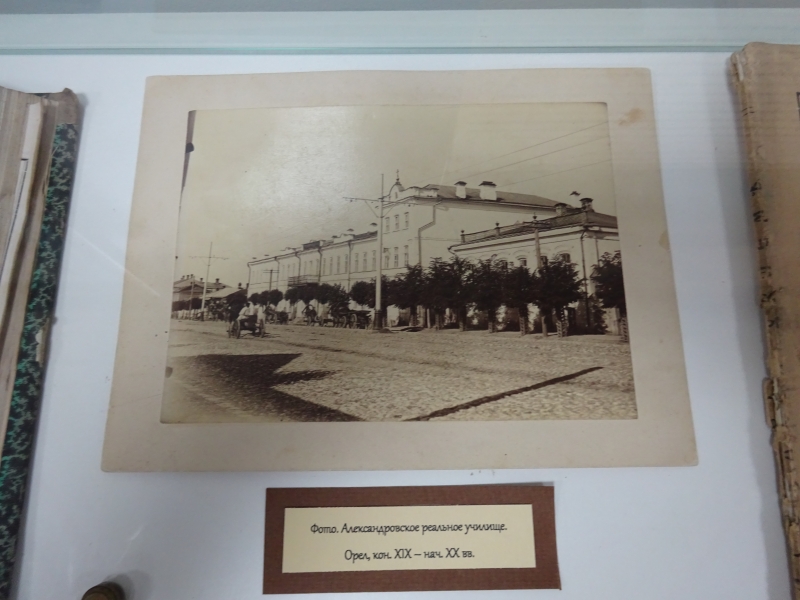 Фото. Александровское реальное училище.
Орел, кон. XIX – нач. XX вв.